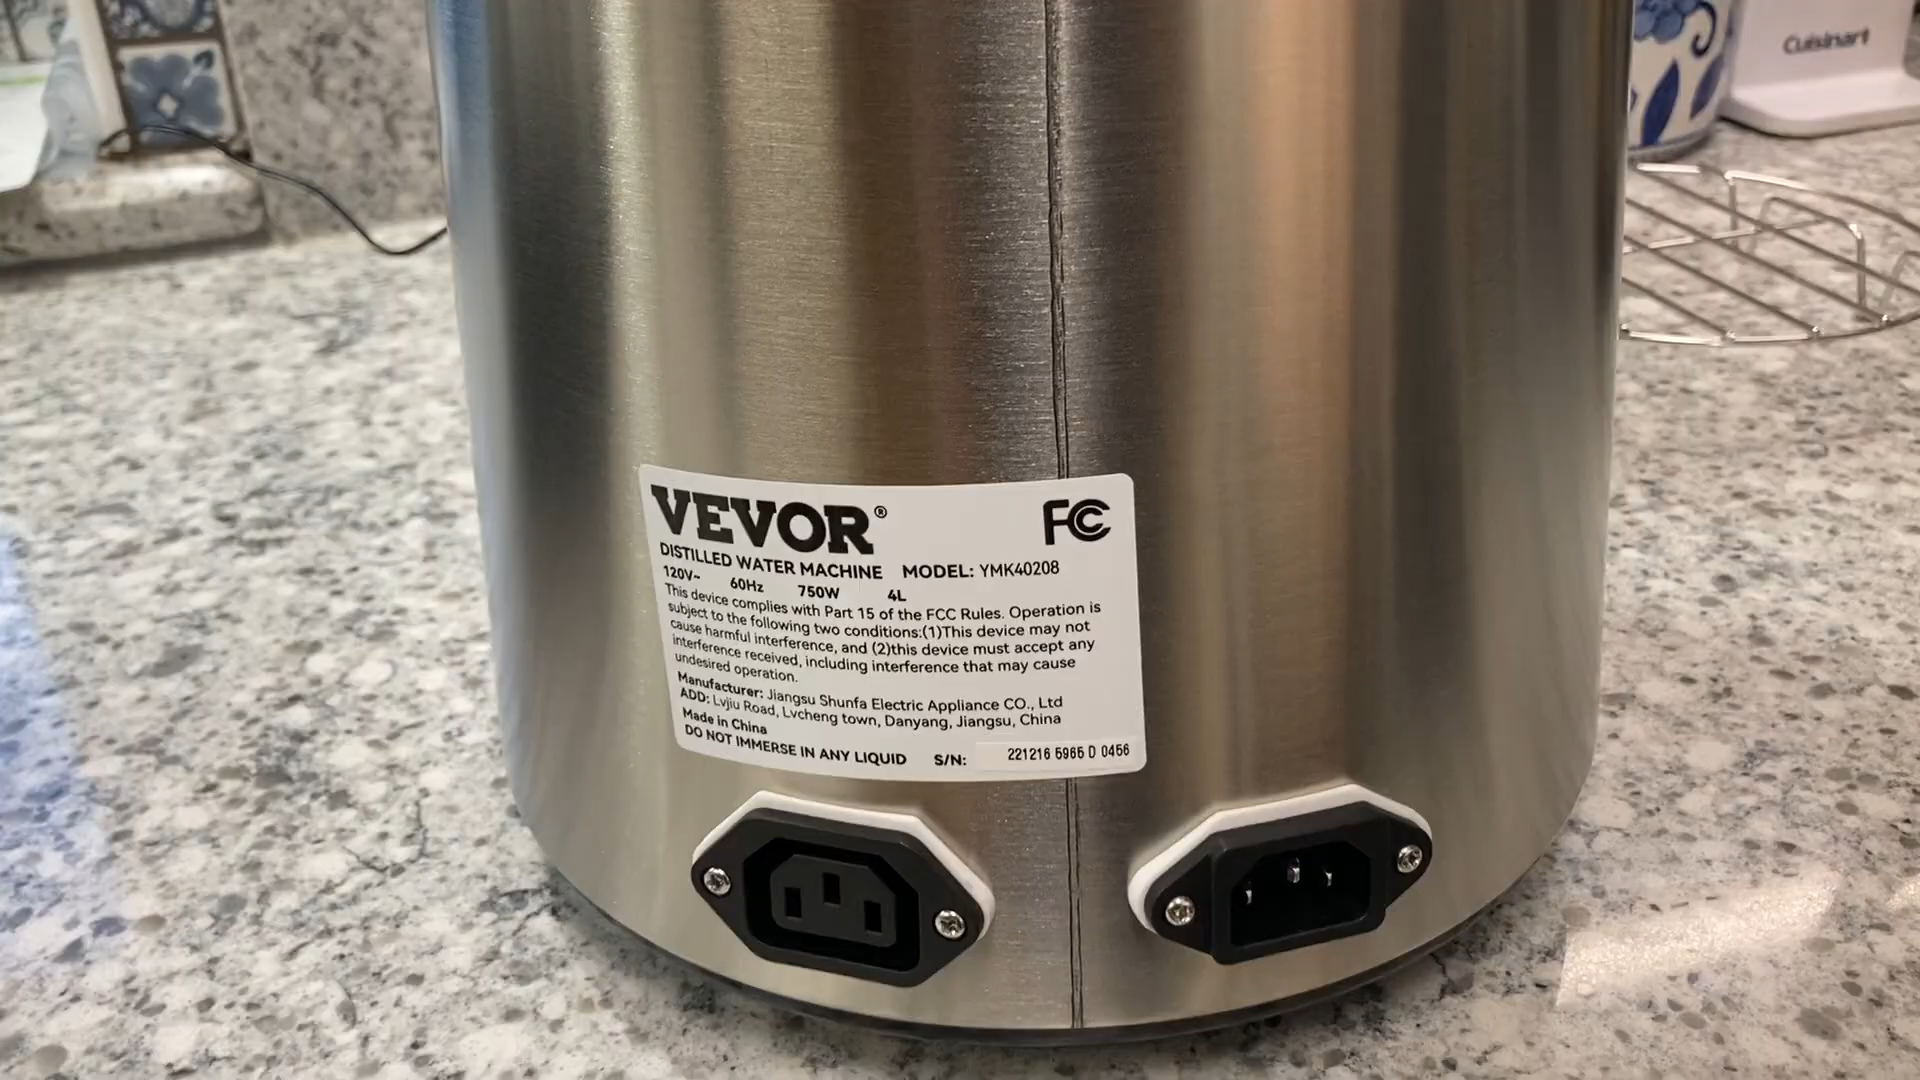 Cuisinart
VEVOR®
FC
DISTILLED WATER MACHINE MODEL: YMK40208
120V~ 60Hz 750W 4L
This device complies with Part 15 of the FCC Rules. Operation is
subject to the following two conditions:(1)This device may not
cause harmful interference, and (2)this device must accept any
interference received, including interference that may cause
undesired operation.
Manufacturer: Jiangsu Shunfa Electric Appliance CO., Ltd
ADD: Lvjiu Road, Lvcheng town, Danyang, Jiangsu, China
Made in China
DO NOT IMMERSE IN ANY LIQUID S/N: 221216 5965 D 0456